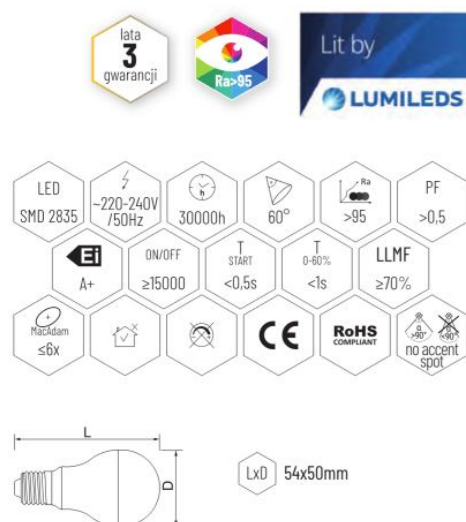 lata
3
gwarancji
Ra>95
Lit by
LUMILEDS
LED
SMD 2835
~220-240V
/50Hz
h
30000h
60°
Ra
>95
PF
>0,5
Ei
A+
ON/OFF
≥15000
T
START
<0,5s
T
0-60%
<1s
LLMF
≥70%
MacAdam
≤6x
CE
RoHS
COMPLIANT
α
>90°
<90°
no accent
spot
L
D
LxD
54x50mm